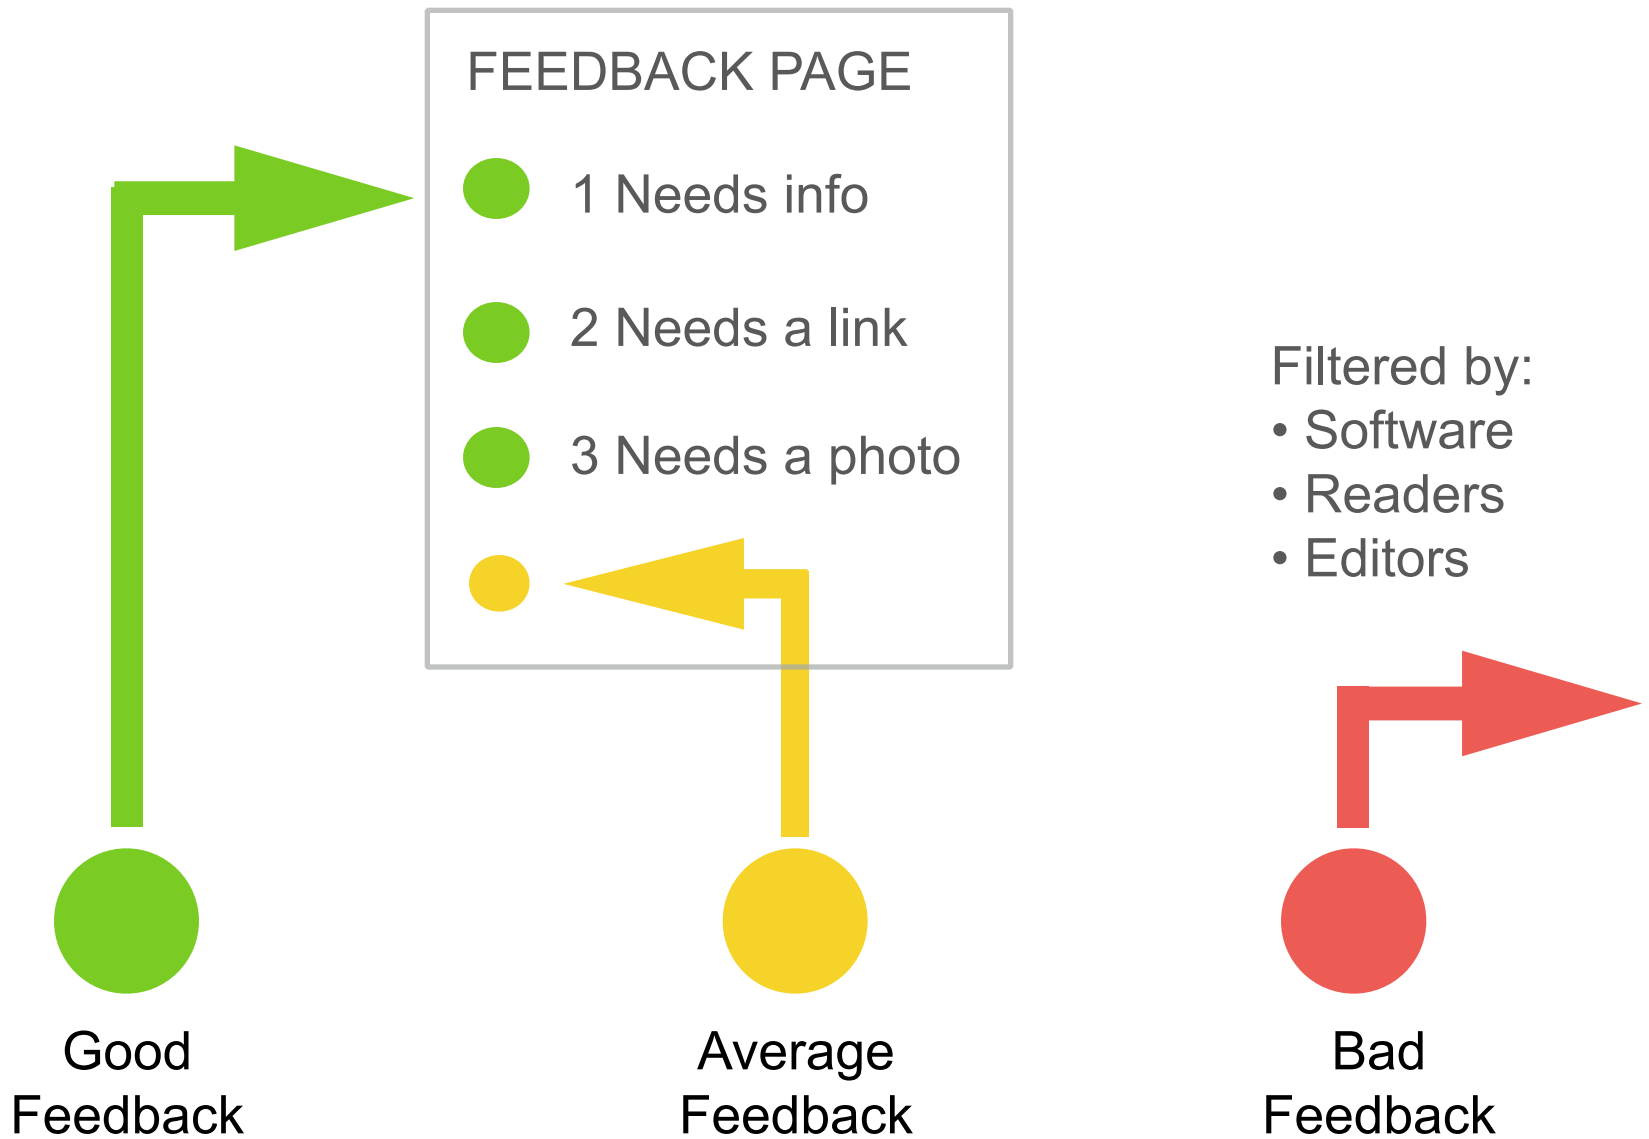 FEEDBACK PAGE
1 Needs info
2 Needs a link
3 Needs a photo
Filtered by:
• Software
• Readers
• Editors
Good
Feedback
Average
Feedback
Bad
Feedback